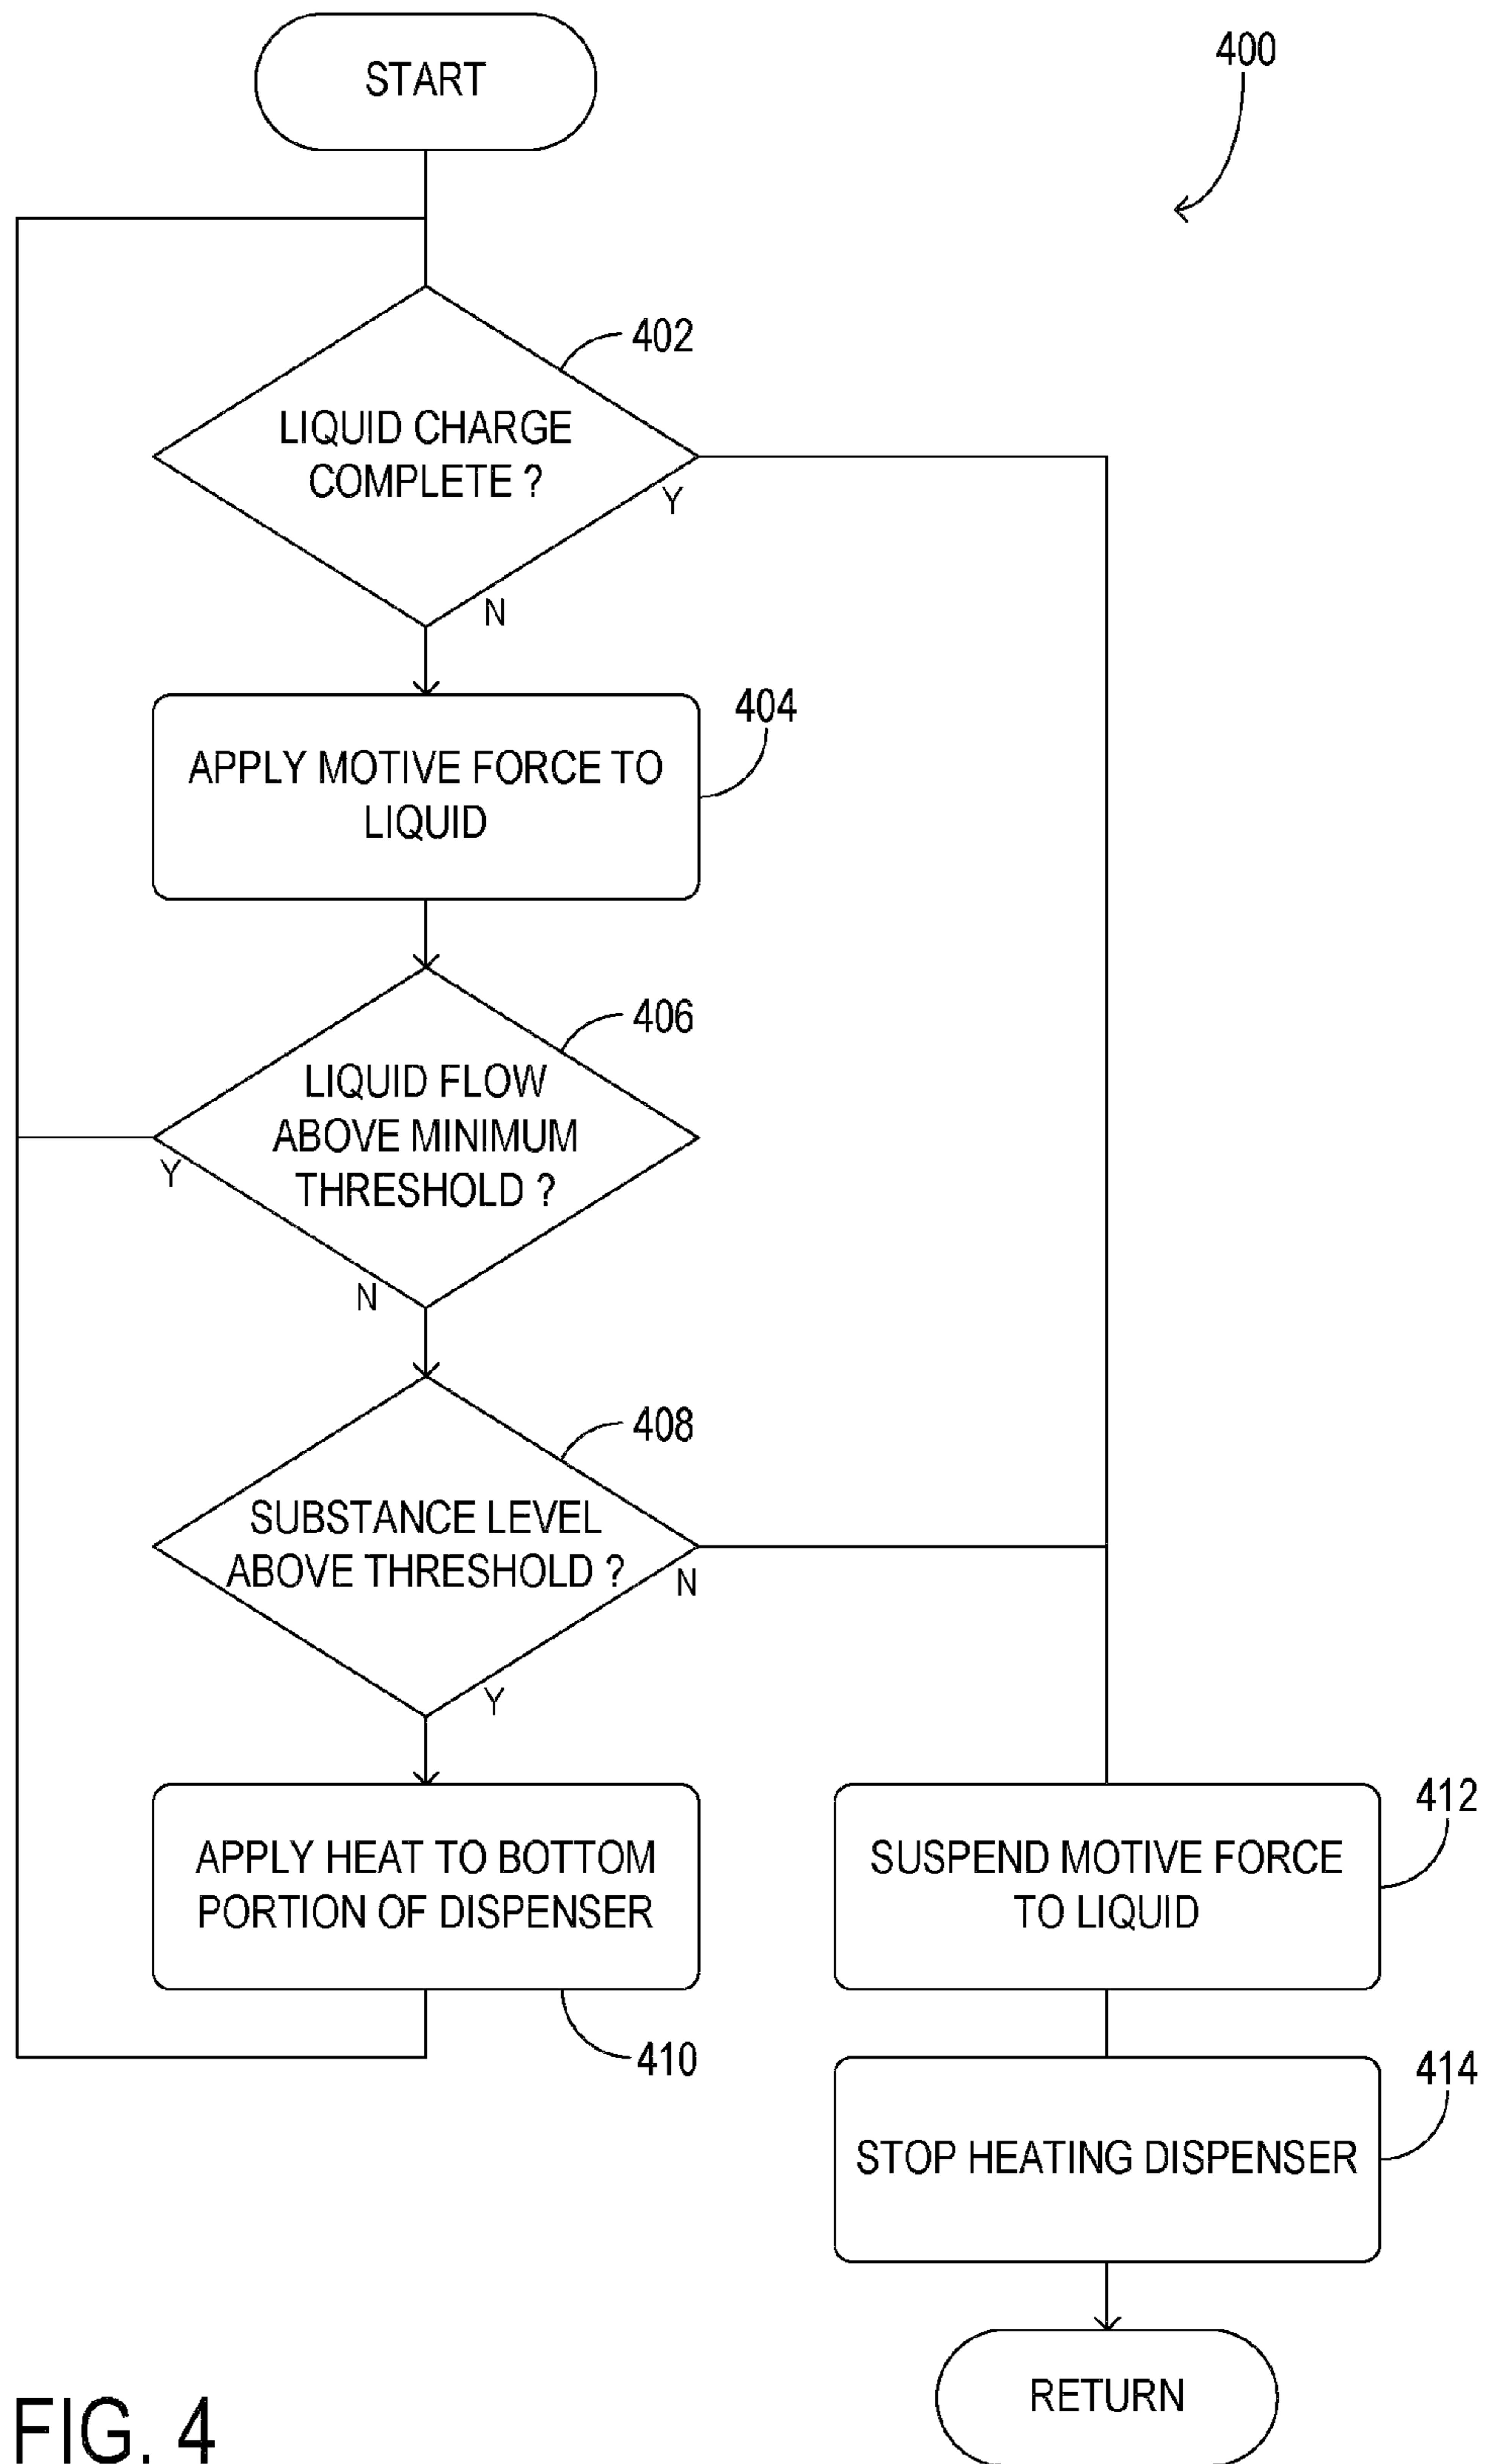 START
400
402
LIQUID CHARGE
COMPLETE ?
Y
N
404
APPLY MOTIVE FORCE TO
LIQUID
406
LIQUID FLOW
ABOVE MINIMUM
THRESHOLD ?
Y
N
408
SUBSTANCE LEVEL
ABOVE THRESHOLD ?
N
Y
APPLY HEAT TO BOTTOM
PORTION OF DISPENSER
410
412
SUSPEND MOTIVE FORCE
TO LIQUID
414
STOP HEATING DISPENSER
RETURN
FIG. 4